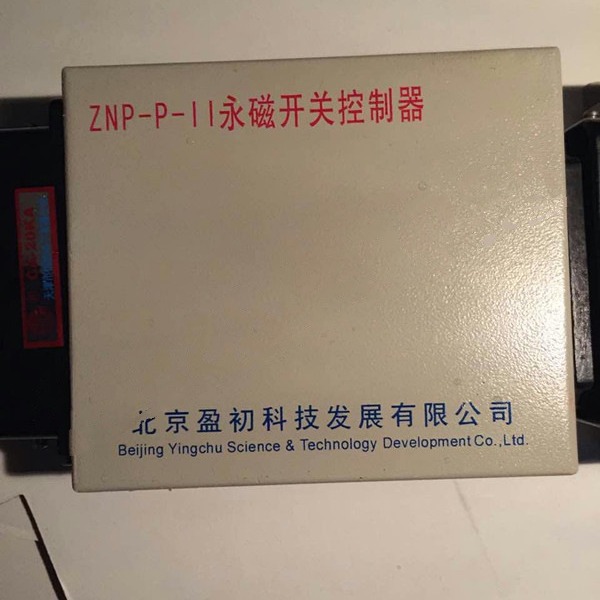 ZNP-P-II永磁开关控制器
北京盈初科技发展有限公司
Beijing Yingchu Science & Technology Development Co.,Ltd.